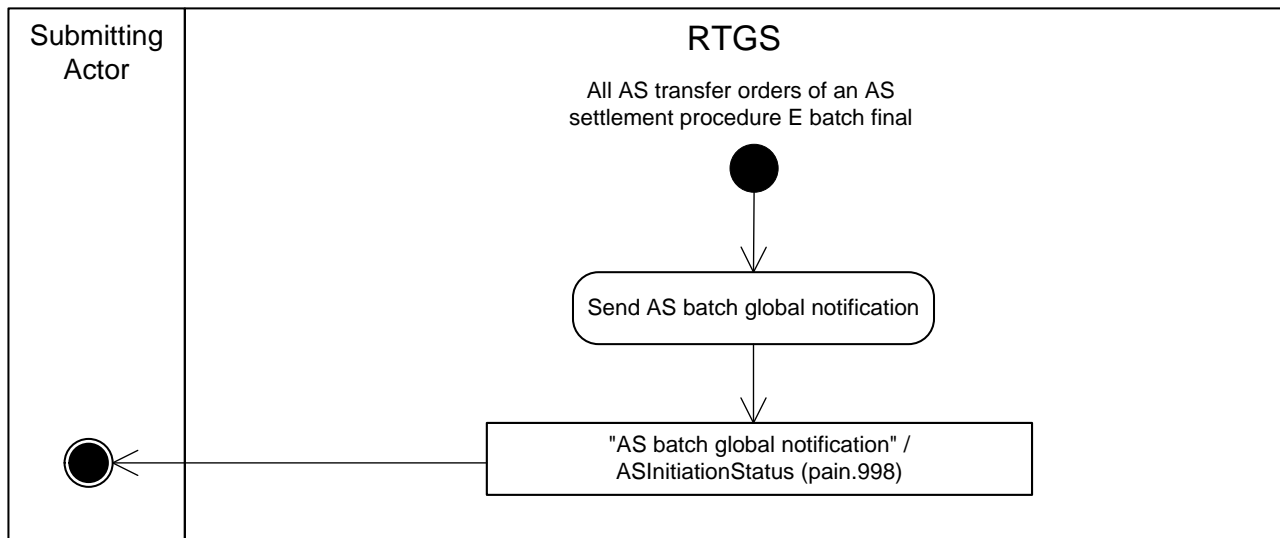 Submitting
Actor
RTGS
All AS transfer orders of an AS
settlement procedure E batch final
Send AS batch global notification
"AS batch global notification" /
ASInitiationStatus (pain.998)